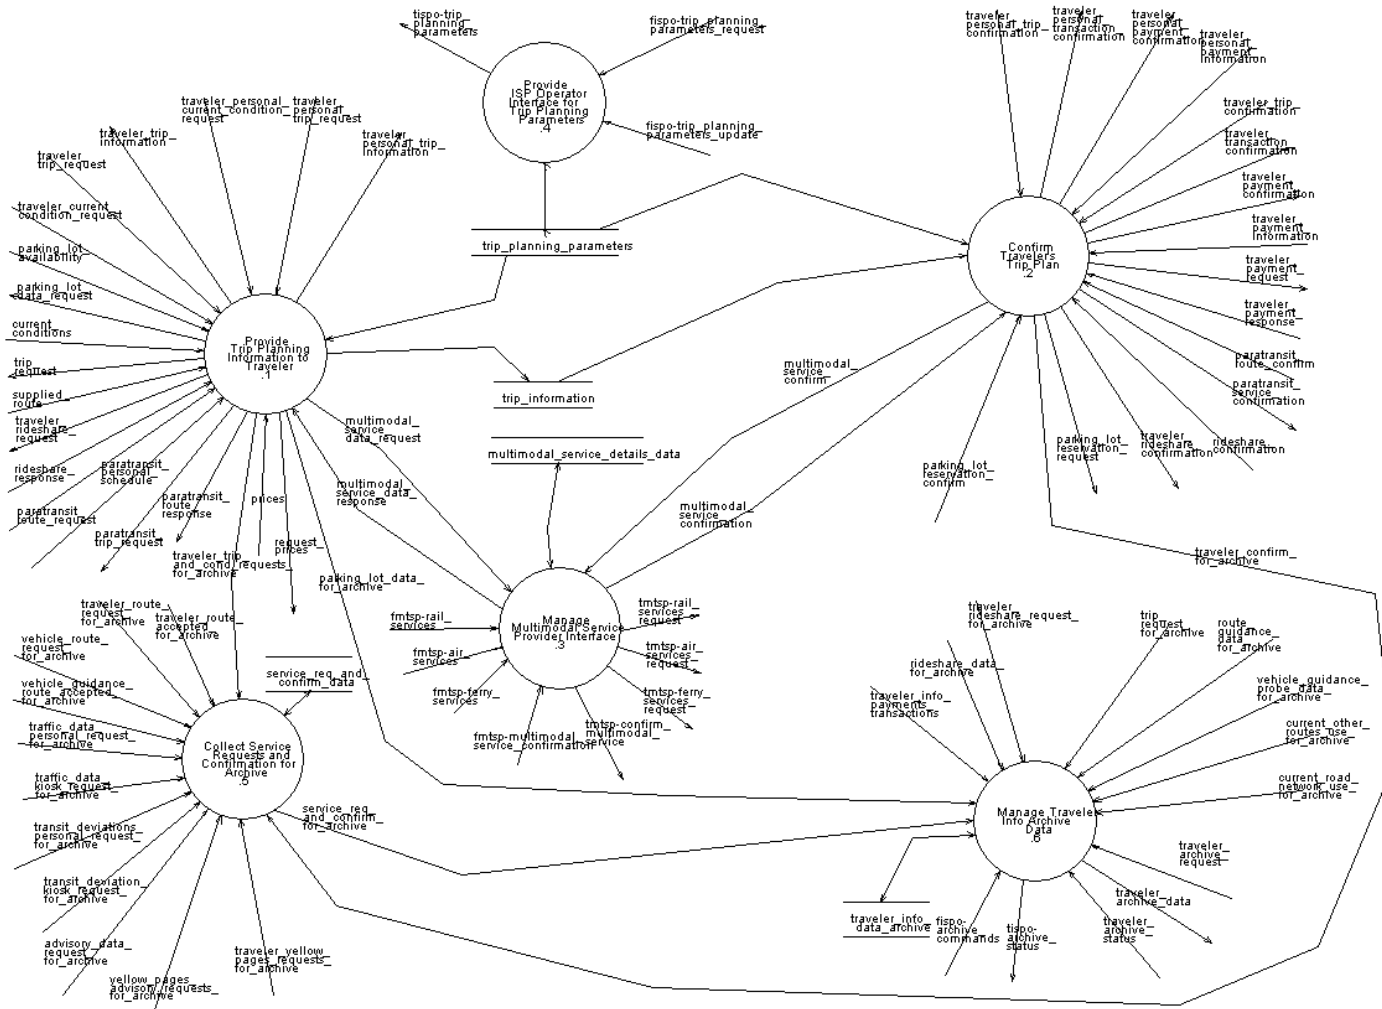 tispo-trip_
planning_
parameters
fispo-trip_planning_
parameters_request
traveler_
personal_trip_
confirmation
traveler_
personal_
transaction_
confirmation
traveler_
personal_
payment_
confirmation
traveler_
personal_
payment_
information
Provide
ISP Operator
Interface for
Trip Planning
Parameters
.4
fispo-trip_planning_
parameters_update
traveler_personal_
current_condition_
request
traveler_
personal_
trip_request
traveler_trip_
information
traveler_
personal_trip_
information
traveler_
trip_request
traveler_current_
condition_request
parking_lot_
availability
parking_lot_
data_request
current_
conditions
trip_
request
supplied_
route
traveler_
rideshare_
request
rideshare_
response
paratransit_
route_request
paratransit_
personal_
schedule
paratransit_
trip_request
paratransit_
route_
response
prices
request_
prices
Provide
Trip Planning
Information to
Traveler
.1
trip_planning_parameters
trip_information
multimodal_service_details_data
multimodal_
service_
data_request
multimodal_
service_data_
response
multimodal_
service_
confirm
multimodal_
service_
confirmation
Confirm
Travelers
Trip Plan
.2
traveler_trip_
confirmation
traveler_
transaction_
confirmation
traveler_
payment_
confirmation
traveler_
payment_
information
traveler_
payment_
request
traveler_
payment_
response
paratransit_
route_confirm
paratransit_
service_
confirmation
rideshare_
confirmation
traveler_
rideshare_
confirmation
parking_lot_
reservation_
request
parking_lot_
reservation_
confirm
traveler_confirm_
for_archive
traveler_trip_
and_cond_requests_
for_archive
parking_lot_data_
for_archive
Manage
Multimodal Service
Provider Interface
.3
fmtsp-rail_
services
fmtsp-air_
services
fmtsp-ferry_
services
fmtsp-multimodal_
service_confirmation
tmtsp-confirm_
multimodal_
service
tmtsp-rail_
services_
request
tmtsp-air_
services_
request
tmtsp-ferry_
services_
request
traveler_route_
request_
for_archive
traveler_route_
accepted_
for_archive
vehicle_route_
request_
for_archive
vehicle_guidance_
route_accepted_
for_archive
traffic_data_
personal_request_
for_archive
traffic_data_
kiosk_request_
for_archive
transit_deviations_
personal_request_
for_archive
transit_deviation_
kiosk_request_
for_archive
advisory_data_
request_
for_archive
yellow_pages_
advisory_requests_
for_archive
traveler_yellow_
pages_requests_
for_archive
service_req_and_
confirm_data
Collect Service
Requests and
Confirmation for
Archive
.5
service_req_
and_confirm_
for_archive
traveler_
rideshare_request_
for_archive
rideshare_data_
for_archive
traveler_info_
payments_
transactions
trip_
request_
for_archive
route_
guidance_
data_
for_archive
vehicle_guidance_
probe_data_
for_archive
current_other_
routes_use_
for_archive
current_road_
network_use_
for_archive
Manage Traveler
Info Archive
Data
.6
traveler_
archive_
request
traveler_
archive_data
traveler_
archive_
status
tispo-
archive_
status
fispo-
archive_
commands
traveler_info_
data_archive